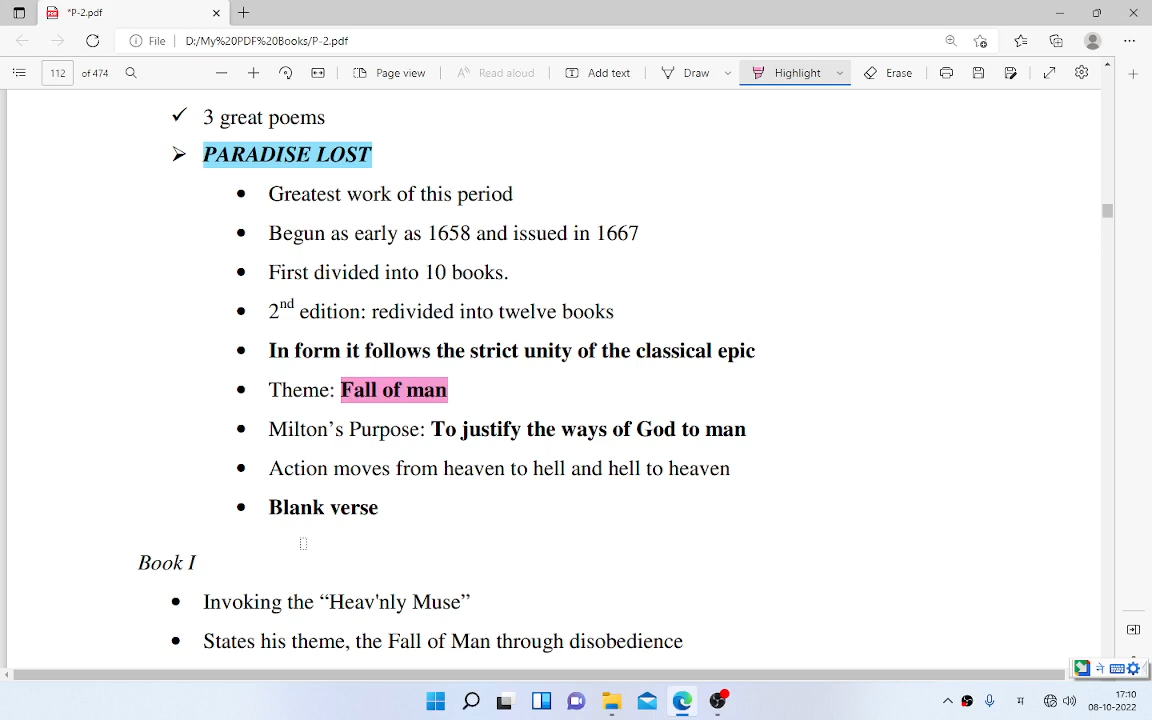 *P-2.pdf
File | D:/My%20PDF%20Books/P-2.pdf
112 of 474 Page view Read aloud Add text Draw Highlight Erase
✓ 3 great poems
➢ PARADISE LOST
• Greatest work of this period
• Begun as early as 1658 and issued in 1667
• First divided into 10 books.
• 2nd edition: redivided into twelve books
• In form it follows the strict unity of the classical epic
• Theme: Fall of man
• Milton's Purpose: To justify the ways of God to man
• Action moves from heaven to hell and hell to heaven
• Blank verse
Book I
• Invoking the “Heav'nly Muse”
• States his theme, the Fall of Man through disobedience
17:10
08-10-2022